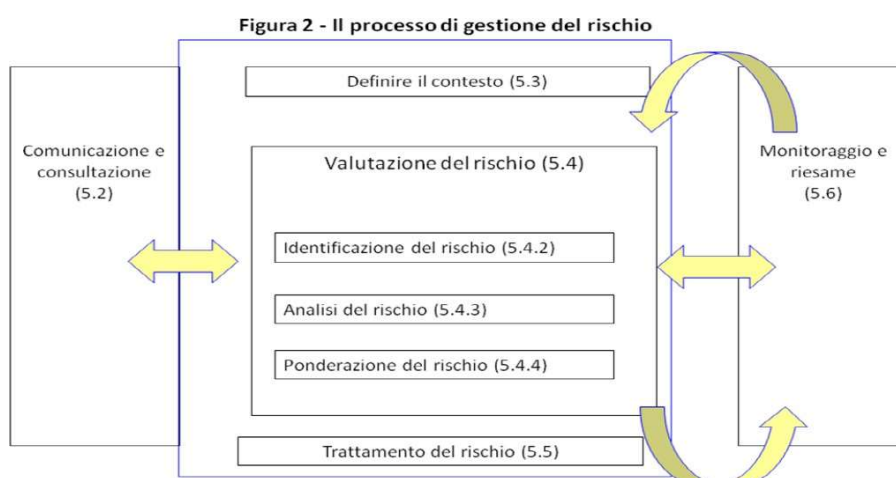 Figura 2 - Il processo di gestione del rischio
Definire il contesto (5.3)
Comunicazione e
consultazione
(5.2)
Valutazione del rischio (5.4)
Identificazione del rischio (5.4.2)
Analisi del rischio (5.4.3)
Ponderazione del rischio (5.4.4)
Trattamento del rischio (5.5)
Monitoraggio e
riesame
(5.6)